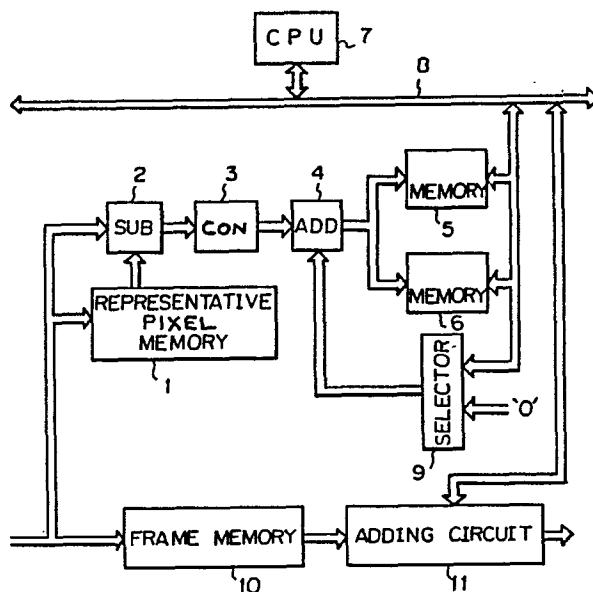 CPU
7
8
2
3
4
SUB
CON
ADD
MEMORY
5
MEMORY
6
REPRESENTATIVE
PIXEL
MEMORY
1
SELECTOR
'0'
9
FRAME MEMORY
10
ADDING CIRCUIT
11